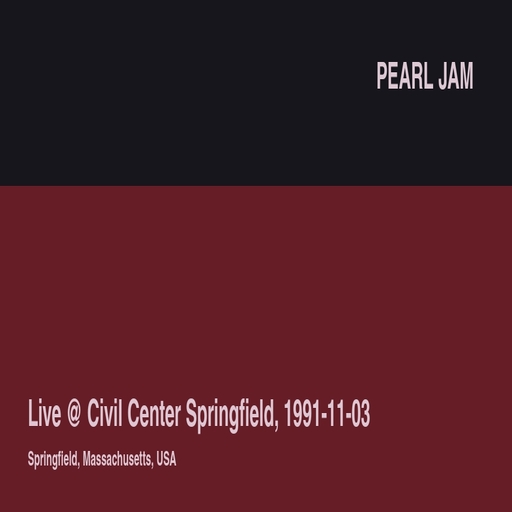 PEARL JAM
Live @ Civil Center Springfield, 1991-11-03
Springfield, Massachusetts, USA